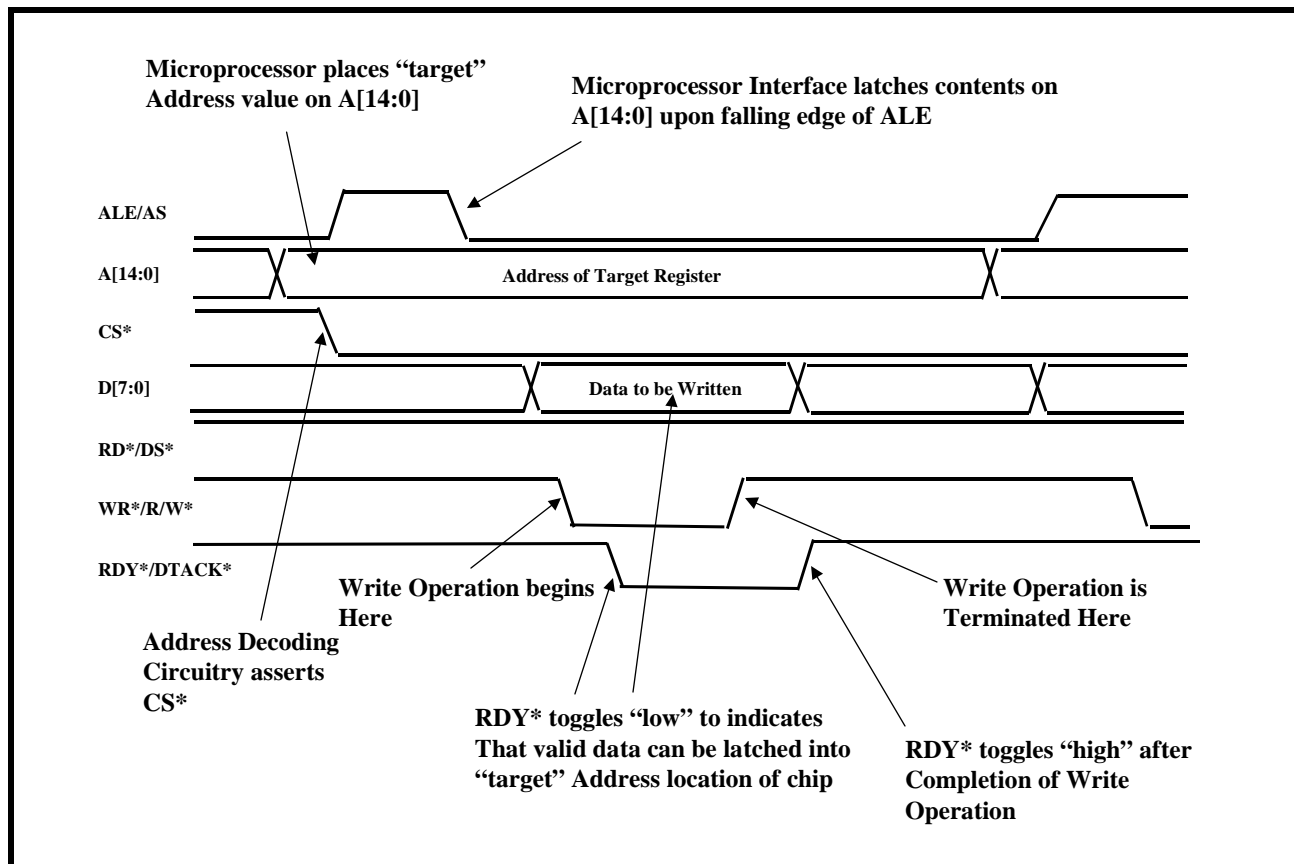 Microprocessor places “target”
Address value on A[14:0]
Microprocessor Interface latches contents on
A[14:0] upon falling edge of ALE
ALE/AS
A[14:0]
Address of Target Register
CS*
D[7:0]
Data to be Written
RD*/DS*
WR*/R/W*
RDY*/DTACK*
Write Operation begins
Here
Write Operation is
Terminated Here
Address Decoding
Circuitry asserts
CS*
RDY* toggles “low” to indicates
That valid data can be latched into
“target” Address location of chip
RDY* toggles “high” after
Completion of Write
Operation